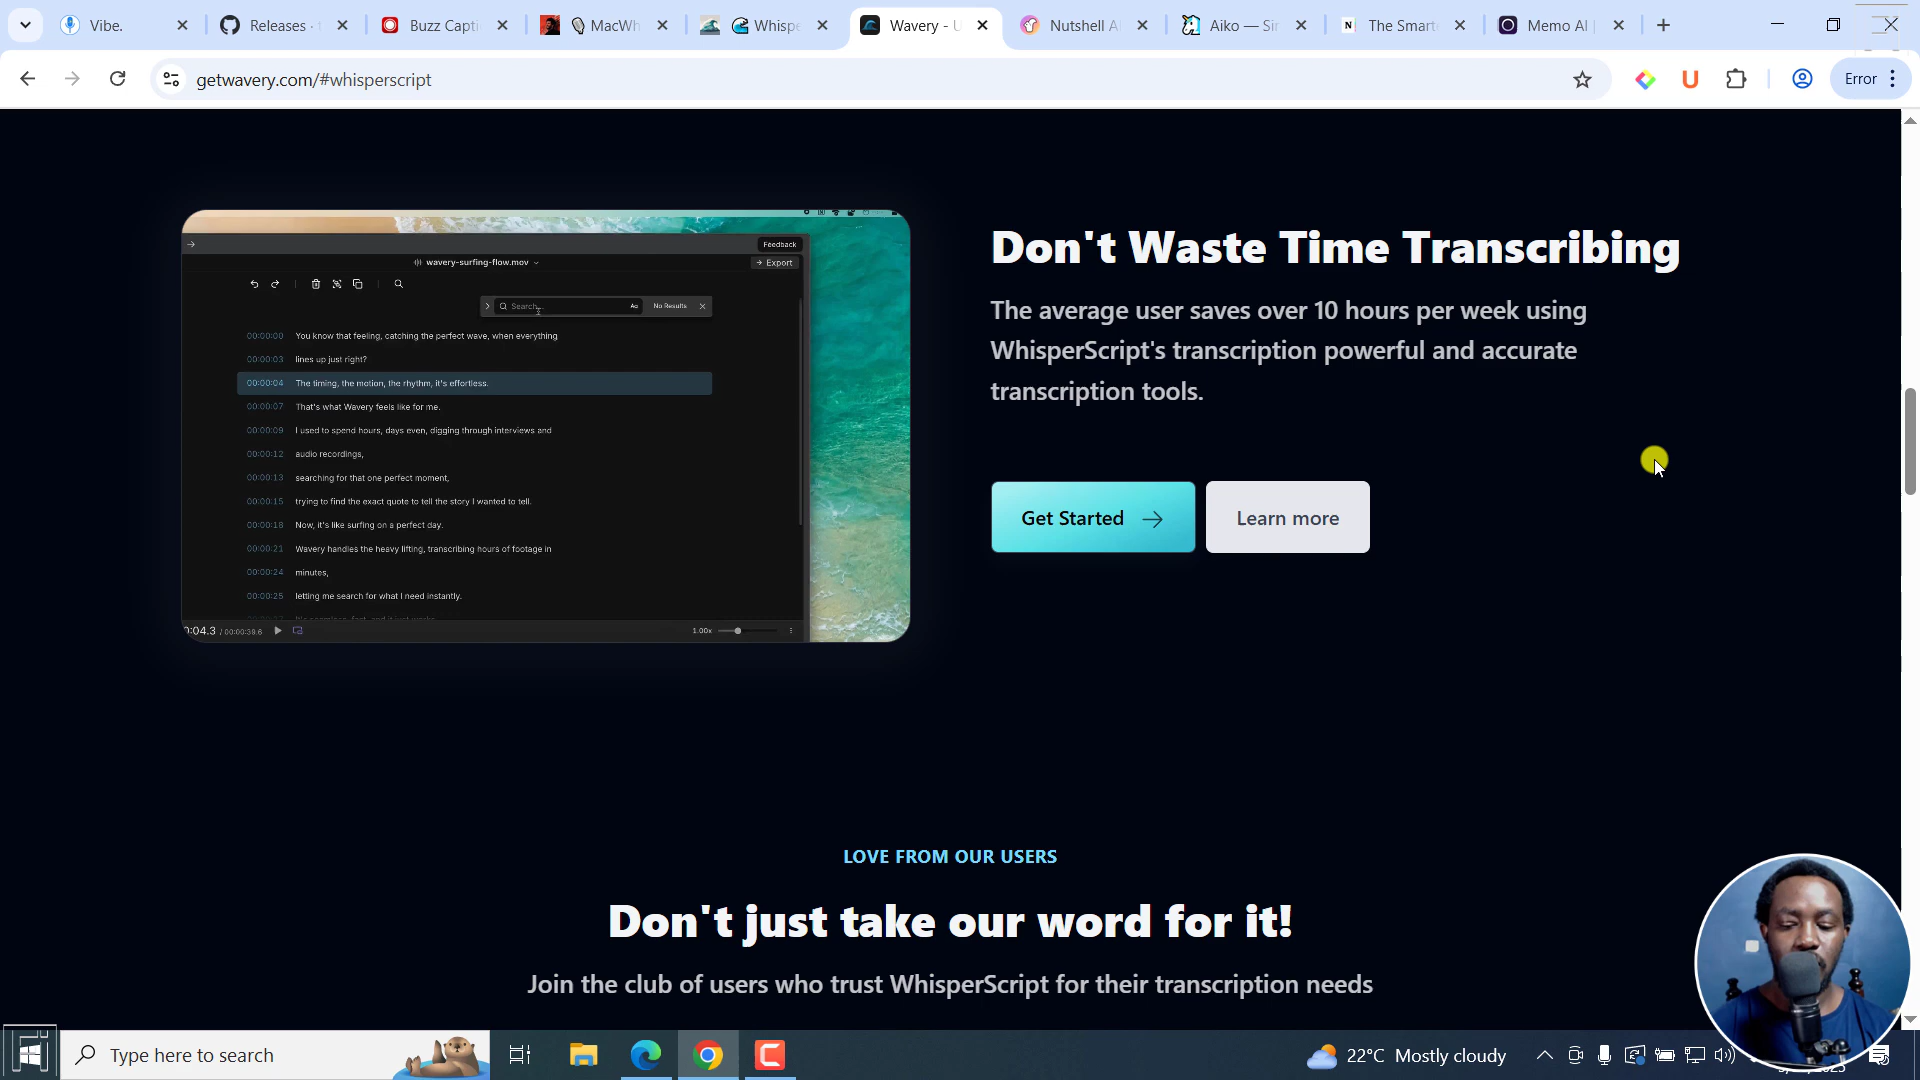 Vibe.
Releases ·
Buzz Capti
MacWh
Whispe
Wavery - U
Nutshell A
Aiko — Sir
The Smarte
Memo AI |
getwavery.com/#whisperscript
Error
Feedback
wavery-surfing-flow.mov
Export
Search...
Aa
No Results
00:00:00 You know that feeling, catching the perfect wave, when everything
00:00:03 lines up just right?
00:00:04 The timing, the motion, the rhythm, it's effortless.
00:00:07 That's what Wavery feels like for me.
00:00:09 I used to spend hours, days even, digging through interviews and
00:00:12 audio recordings,
00:00:13 searching for that one perfect moment,
00:00:15 trying to find the exact quote to tell the story I wanted to tell.
00:00:18 Now, it's like surfing on a perfect day.
00:00:21 Wavery handles the heavy lifting, transcribing hours of footage in
00:00:24 minutes,
00:00:25 letting me search for what I need instantly.
0:04.3 / 00:00:39.6
1.00x
Don't Waste Time Transcribing
The average user saves over 10 hours per week using
WhisperScript's transcription powerful and accurate
transcription tools.
Get Started
Learn more
LOVE FROM OUR USERS
Don't just take our word for it!
Join the club of users who trust WhisperScript for their transcription needs
Type here to search
22°C Mostly cloudy